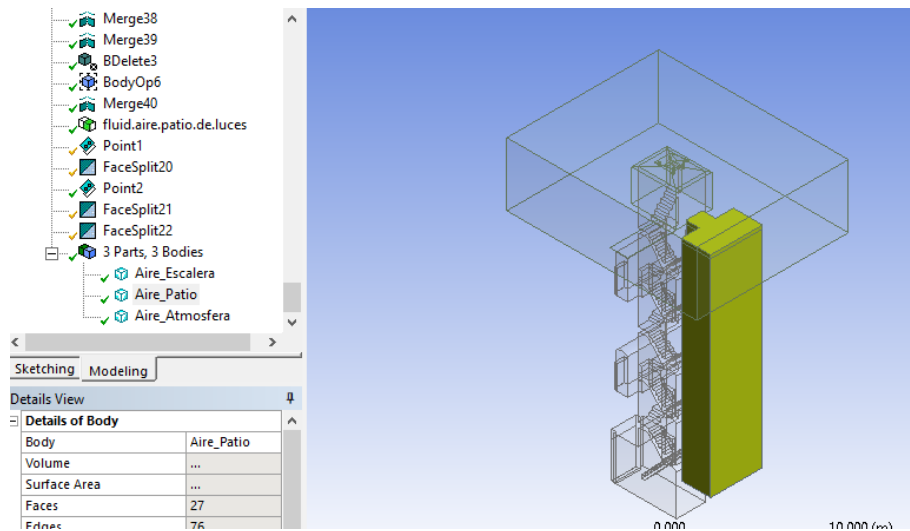 Merge38
Merge39
BDelete3
BodyOp6
Merge40
fluid.aire.patio.de.luces
Point1
FaceSplit20
Point2
FaceSplit21
FaceSplit22
3 Parts, 3 Bodies
Aire_Escalera
Aire_Patio
Aire_Atmosfera
Sketching Modeling
Details View
Details of Body
Body Aire_Patio
Volume ...
Surface Area ...
Faces 27
Edges 76
0.000 10.000 (m)